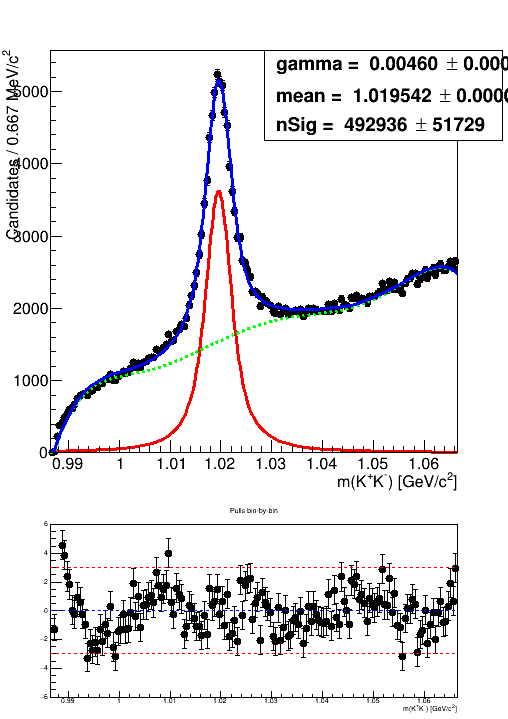 gamma = 0.00460 ± 0.000
mean = 1.019542 ± 0.0000
nSig = 492936 ± 51729
Candidates / 0.667 MeV/c²
5000
4000
3000
2000
1000
0
0.99 1 1.01 1.02 1.03 1.04 1.05 1.06
m(K⁺K⁻) [GeV/c²]
Pulls bin-by-bin
6
4
2
0
-2
-4
-6
0.99 1 1.01 1.02 1.03 1.04 1.05 1.06
m(K⁺K⁻) [GeV/c²]